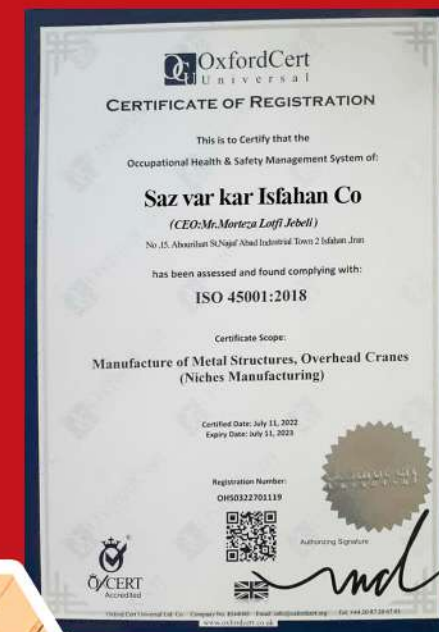 OxfordCert
Universal
CERTIFICATE OF REGISTRATION
This is to Certify that the
Occupational Health & Safety Management System of:
Saz var kar Isfahan Co
(CEO:Mr.Morteza Lotfi Jebeli)
No .15, Abourihan St,Najaf Abad Industrial Town 2 Isfahan ,Iran
has been assessed and found complying with:
ISO 45001:2018
Certificate Scope:
Manufacture of Metal Structures, Overhead Cranes
(Niches Manufacturing)
Certified Date: July 11, 2022
Expiry Date: July 11, 2023
Registration Number:
OHS0322701119
Authorizing Signature
O/CERT
Accredited
www.oxfordcert.co.uk